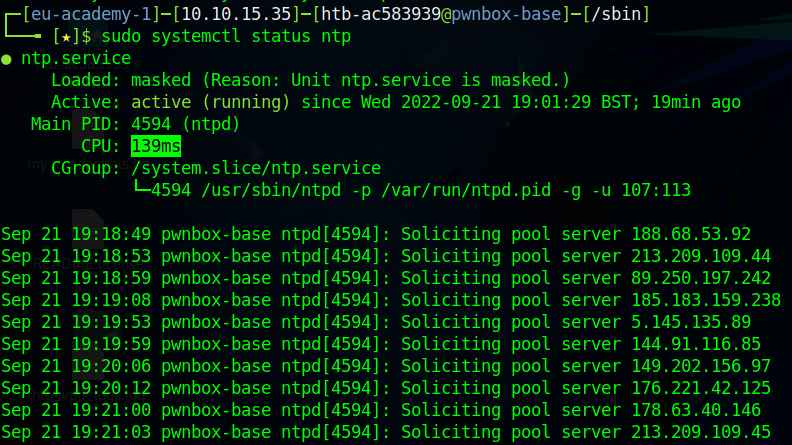 ┌─[eu-academy-1]─[10.10.15.35]─[htb-ac583939@pwnbox-base]─[/sbin]
└──╼ [★]$ sudo systemctl status ntp
● ntp.service
     Loaded: masked (Reason: Unit ntp.service is masked.)
     Active: active (running) since Wed 2022-09-21 19:01:29 BST; 19min ago
   Main PID: 4594 (ntpd)
        CPU: 139ms
     CGroup: /system.slice/ntp.service
             └─4594 /usr/sbin/ntpd -p /var/run/ntpd.pid -g -u 107:113

Sep 21 19:18:49 pwnbox-base ntpd[4594]: Soliciting pool server 188.68.53.92
Sep 21 19:18:53 pwnbox-base ntpd[4594]: Soliciting pool server 213.209.109.44
Sep 21 19:18:59 pwnbox-base ntpd[4594]: Soliciting pool server 89.250.197.242
Sep 21 19:19:08 pwnbox-base ntpd[4594]: Soliciting pool server 185.183.159.238
Sep 21 19:19:53 pwnbox-base ntpd[4594]: Soliciting pool server 5.145.135.89
Sep 21 19:19:59 pwnbox-base ntpd[4594]: Soliciting pool server 144.91.116.85
Sep 21 19:20:06 pwnbox-base ntpd[4594]: Soliciting pool server 149.202.156.97
Sep 21 19:20:12 pwnbox-base ntpd[4594]: Soliciting pool server 176.221.42.125
Sep 21 19:21:00 pwnbox-base ntpd[4594]: Soliciting pool server 178.63.40.146
Sep 21 19:21:03 pwnbox-base ntpd[4594]: Soliciting pool server 213.209.109.45